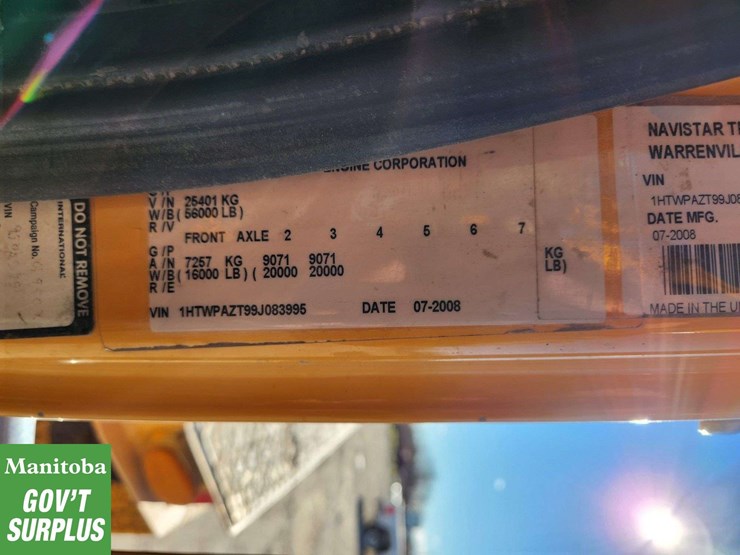 ENGINE CORPORATION
V/N 25401 KG
W/B (56000 LB)
R /V
FRONT AXLE 2 3 4 5 6 7
G /P
A /N 7257 KG 9071 9071 KG
W/B (16000 LB) ( 20000 20000 LB)
R /E
VIN 1HTWPAZT99J083995 DATE 07-2008
NAVISTAR
WARRENVIL
VIN
1HTWPAZT99J08
DATE MFG.
07-2008
MADE IN THE
DO NOT REMOVE
INTERNATIONAL
Campaign No.
VIN
Manitoba
GOV'T
SURPLUS